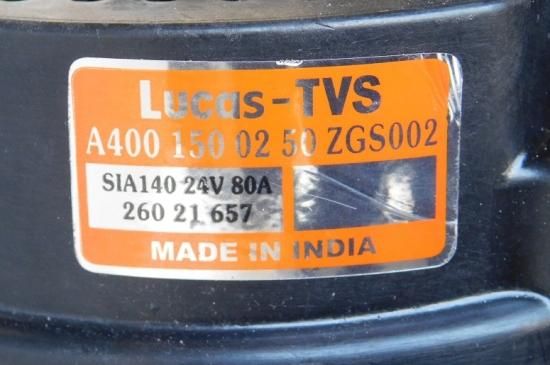 Lucas-TVS
A400 150 02 50 ZGS002
SIA140 24V 80A
260 21 657
MADE IN INDIA